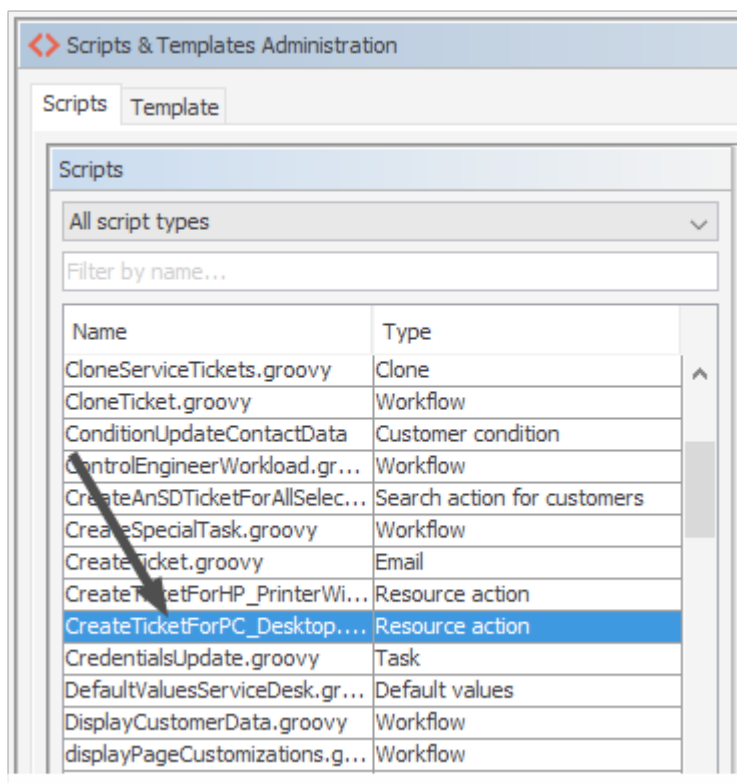 Scripts & Templates Administration
Scripts Template
Scripts
All script types
Filter by name...
Name Type
CloneServiceTickets.groovy Clone
CloneTicket.groovy Workflow
ConditionUpdateContactData Customer condition
ControlEngineerWorkload.gr... Workflow
CreateAnSDTicketForAllSelec... Search action for customers
CreateSpecialTask.groovy Workflow
CreateTicket.groovy Email
CreateTicketForHP_PrinterWi... Resource action
CreateTicketForPC_Desktop.... Resource action
CredentialsUpdate.groovy Task
DefaultValuesServiceDesk.gr... Default values
DisplayCustomerData.groovy Workflow
displayPageCustomizations.g... Workflow